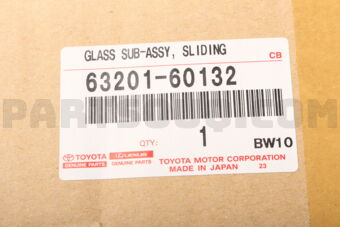 GLASS SUB-ASSY, SLIDING
CB
63201-60132
QTY:
1
BW10
TOYOTA
GENUINE PARTS
LEXUS
GENUINE PARTS
TOYOTA MOTOR CORPORATION
MADE IN JAPAN 23
PARTSOUQ.COM